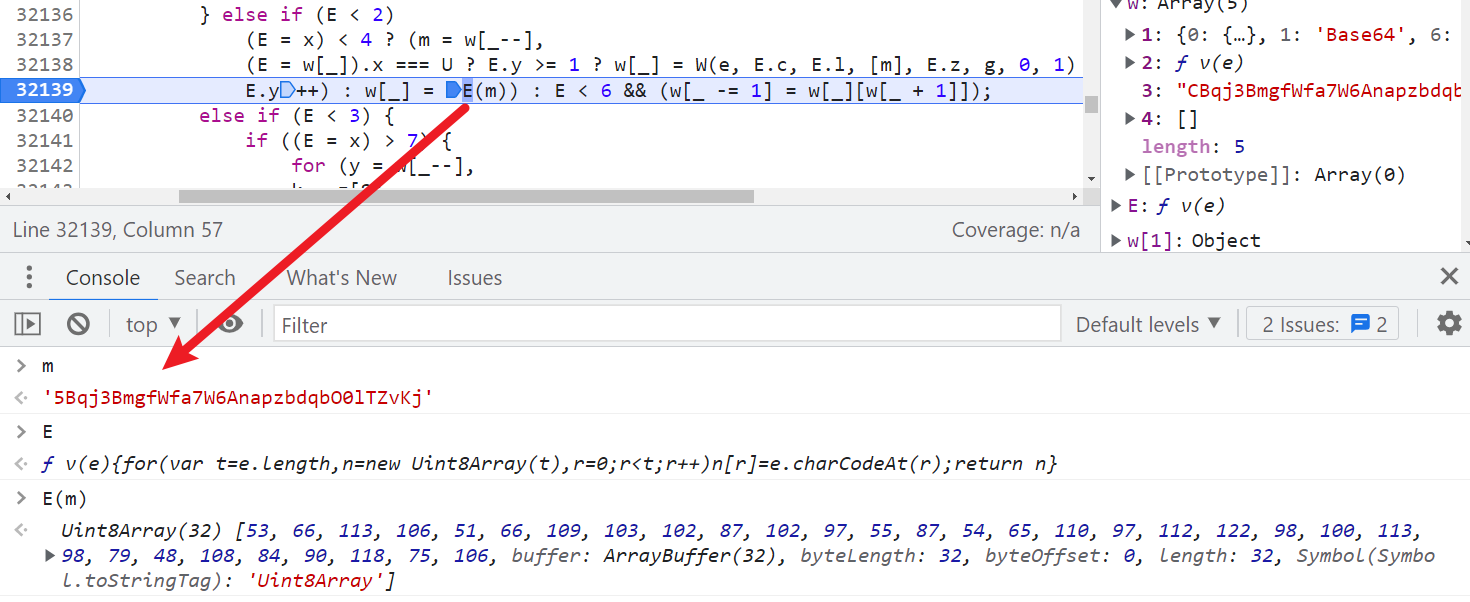 32136 } else if (E < 2)
32137 (E = x) < 4 ? (m = w[_--],
32138 (E = w[_]).x === U ? E.y >= 1 ? w[_] = W(e, E.c, E.l, [m], E.z, g, 0, 1)
32139 E.y++) : w[_] = E(m)) : E < 6 && (w[_ -= 1] = w[_][w[_ + 1]]);
32140 else if (E < 3) {
32141 if ((E = x) > 7) {
32142 for (y = w[_--],
w: Array(5)
1: {0: {…}, 1: 'Base64', 6:
2: ƒ v(e)
3: "CBqj3BmgfWfa7W6Anapzbdqb
4: []
length: 5
[[Prototype]]: Array(0)
E: ƒ v(e)
w[1]: Object
Line 32139, Column 57 Coverage: n/a
Console Search What's New Issues
top Filter Default levels 2 Issues: 2
m
'5Bqj3BmgfWfa7W6AnapzbdqbO0lTZvKj'
E
ƒ v(e){for(var t=e.length,n=new Uint8Array(t),r=0;r<t;r++)n[r]=e.charCodeAt(r);return n}
E(m)
Uint8Array(32) [53, 66, 113, 106, 51, 66, 109, 103, 102, 87, 102, 97, 55, 87, 54, 65, 110, 97, 112, 122, 98, 100, 113,
98, 79, 48, 108, 84, 90, 118, 75, 106, buffer: ArrayBuffer(32), byteLength: 32, byteOffset: 0, length: 32, Symbol(Symbo
l.toStringTag): 'Uint8Array']